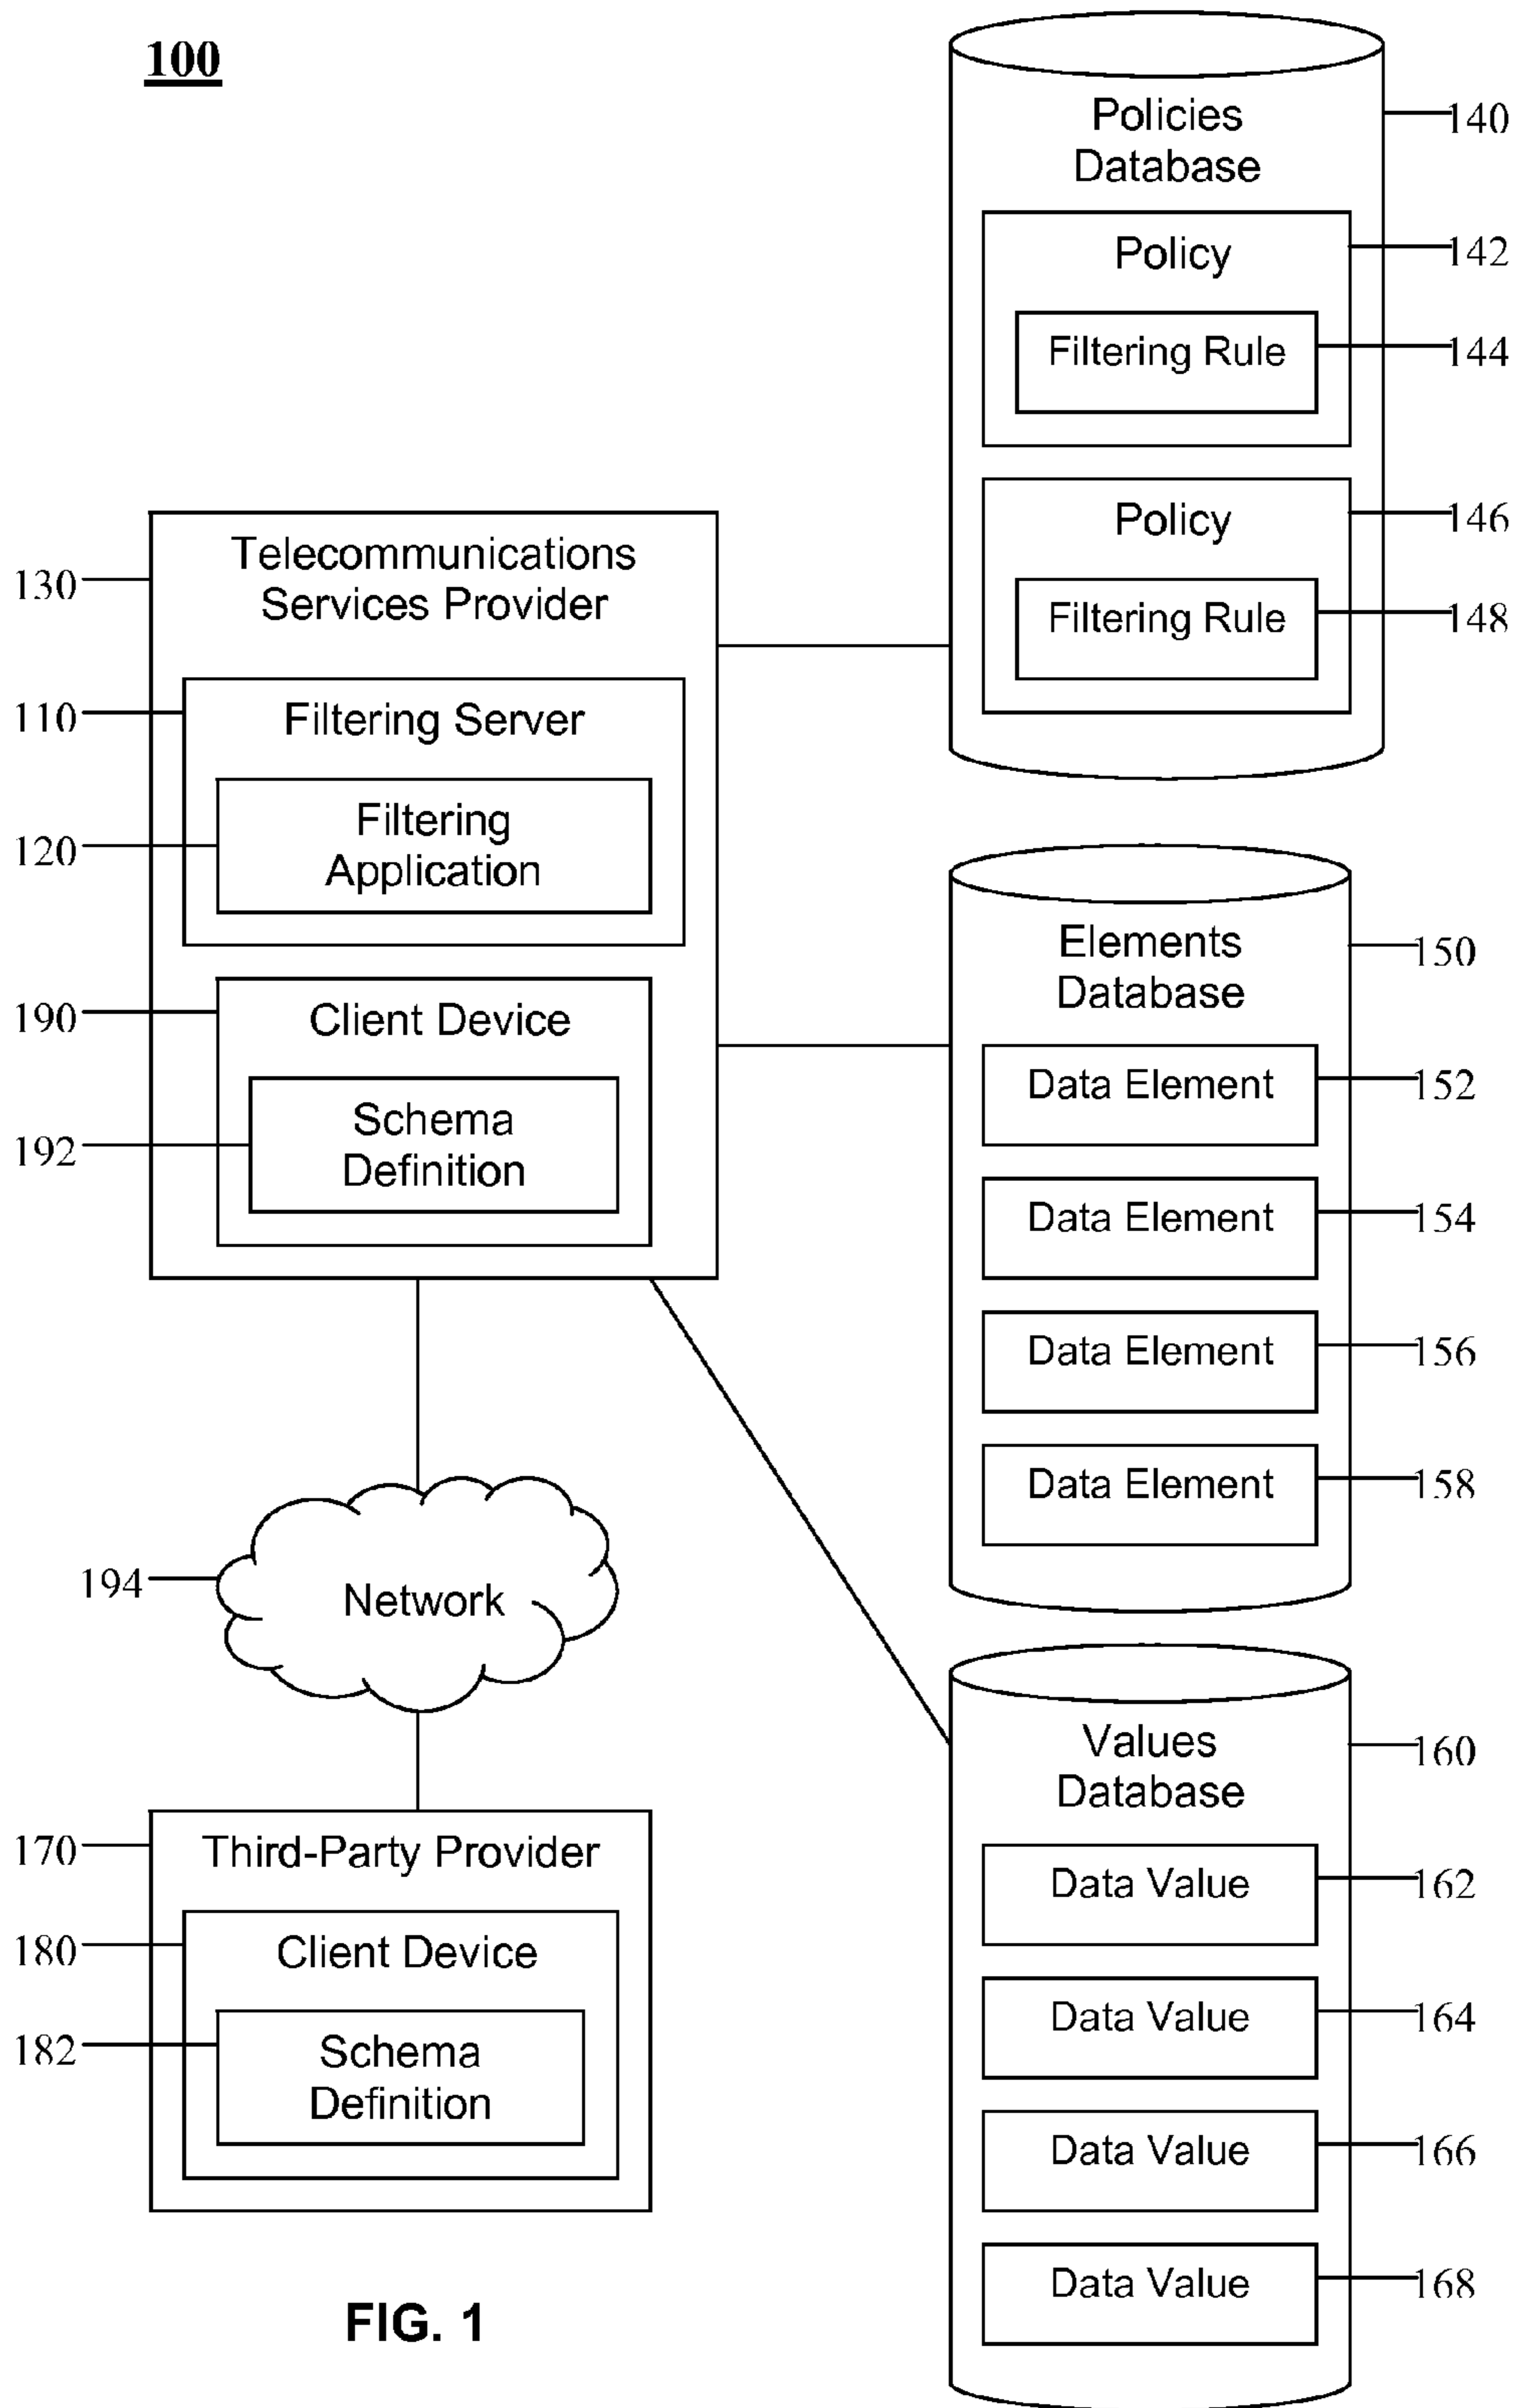 100
Policies
Database
140
Policy
142
Filtering Rule
144
Policy
146
Filtering Rule
148
Telecommunications
Services Provider
130
Filtering Server
110
Filtering
Application
120
Client Device
190
Schema
Definition
192
Elements
Database
150
Data Element
152
Data Element
154
Data Element
156
Data Element
158
Network
194
Third-Party Provider
170
Client Device
180
Schema
Definition
182
Values
Database
160
Data Value
162
Data Value
164
Data Value
166
Data Value
168
FIG. 1